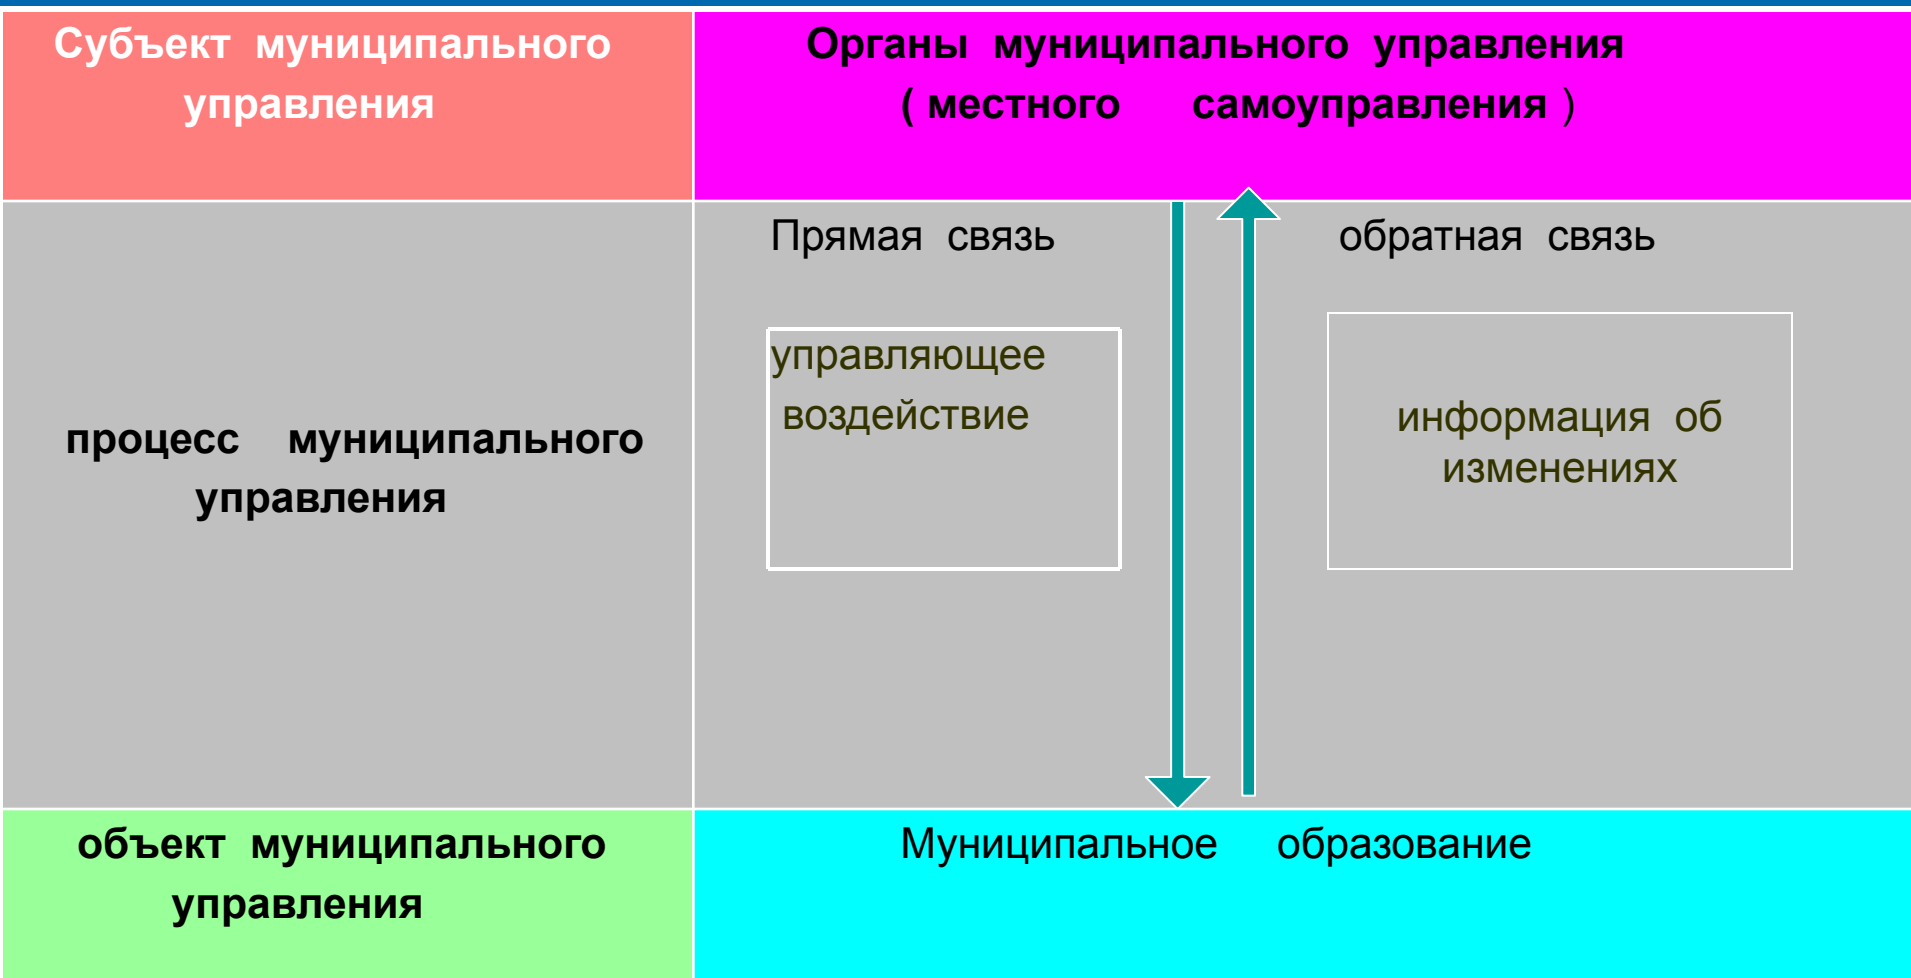 Субъект муниципального
управления
Органы муниципального управления
( местного самоуправления )
Прямая связь
обратная связь
управляющее
воздействие
информация об
изменениях
процесс муниципального
управления
объект муниципального
управления
Муниципальное образование